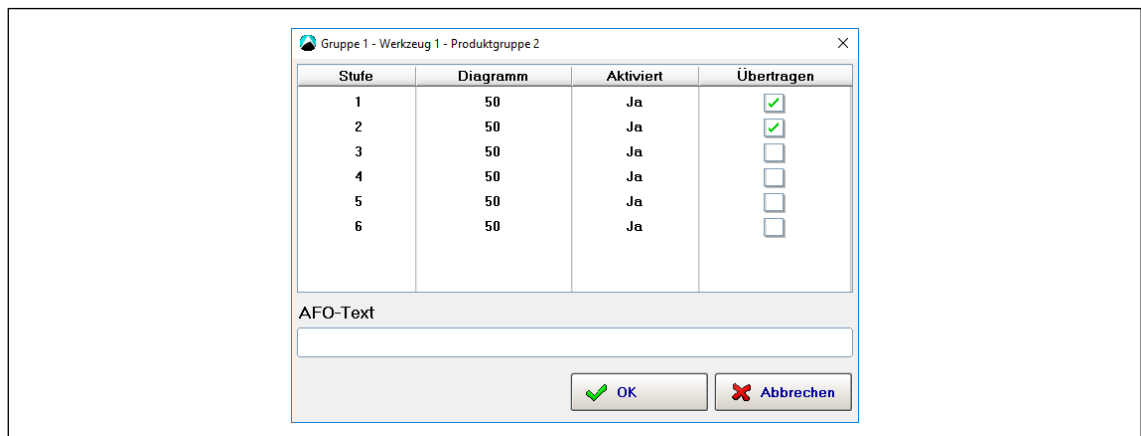 Gruppe 1 - Werkzeug 1 - Produktgruppe 2
Stufe Diagramm Aktiviert Übertragen
1 50 Ja
2 50 Ja
3 50 Ja
4 50 Ja
5 50 Ja
6 50 Ja
AFO-Text
OK Abbrechen